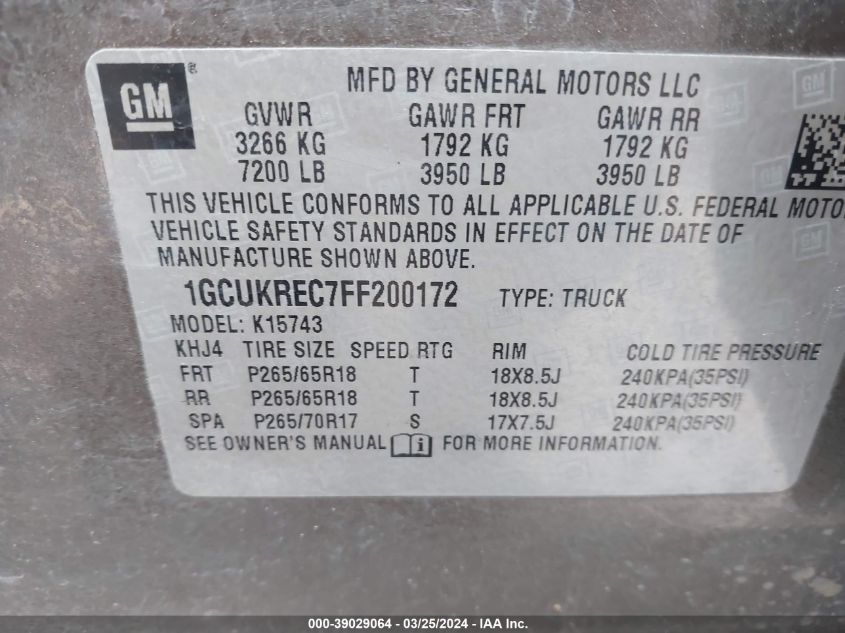 GM ®
MFD BY GENERAL MOTORS LLC
GVWR GAWR FRT GAWR RR
3266 KG 1792 KG 1792 KG
7200 LB 3950 LB 3950 LB
THIS VEHICLE CONFORMS TO ALL APPLICABLE U.S. FEDERAL MOTO
VEHICLE SAFETY STANDARDS IN EFFECT ON THE DATE OF
MANUFACTURE SHOWN ABOVE.
1GCUKREC7FF200172 TYPE: TRUCK
MODEL: K15743
KHJ4 TIRE SIZE SPEED RTG RIM COLD TIRE PRESSURE
FRT P265/65R18 T 18X8.5J 240KPA(35PSI)
RR P265/65R18 T 18X8.5J 240KPA(35PSI)
SPA P265/70R17 S 17X7.5J 240KPA(35PSI)
SEE OWNER'S MANUAL i FOR MORE INFORMATION.
000-39029064 - 03/25/2024 - IAA Inc.